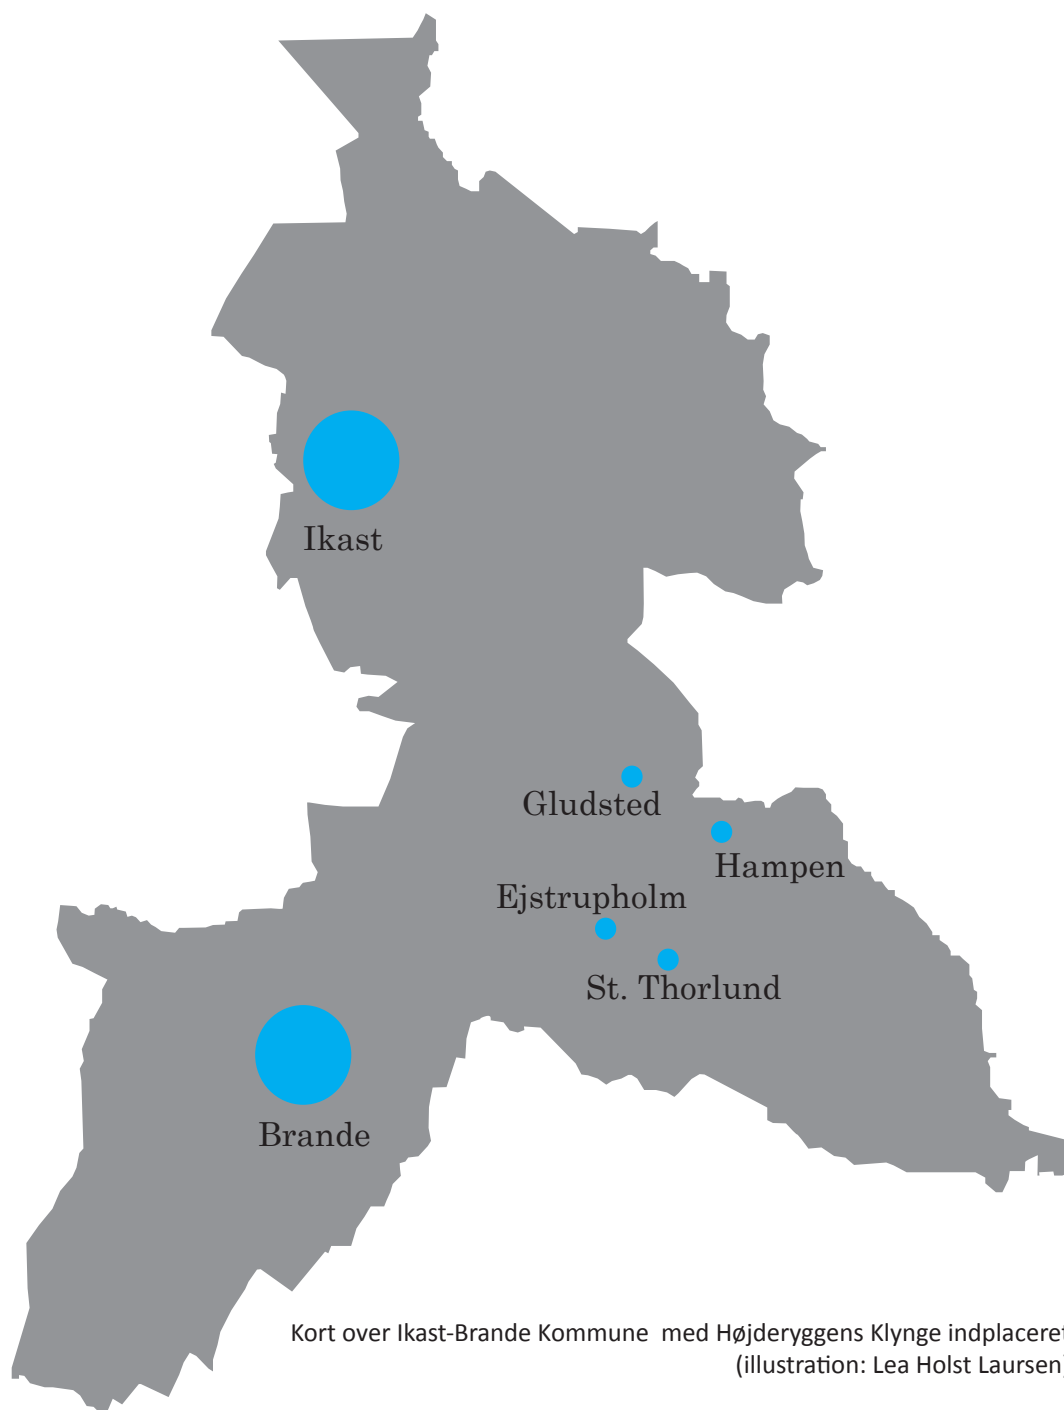 Ikast
Gludsted
Hampen
Ejstrupholm
St. Thorlund
Brande
Kort over Ikast-Brande Kommune med Højderyggens Klynge indplaceret
(illustration: Lea Holst Laursen)